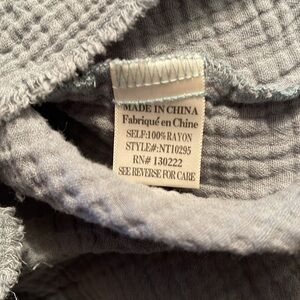 MADE IN CHINA
Fabriqué en Chine
SELF:100% RAYON
STYLE#:NT10295
RN# 130222
SEE REVERSE FOR CARE